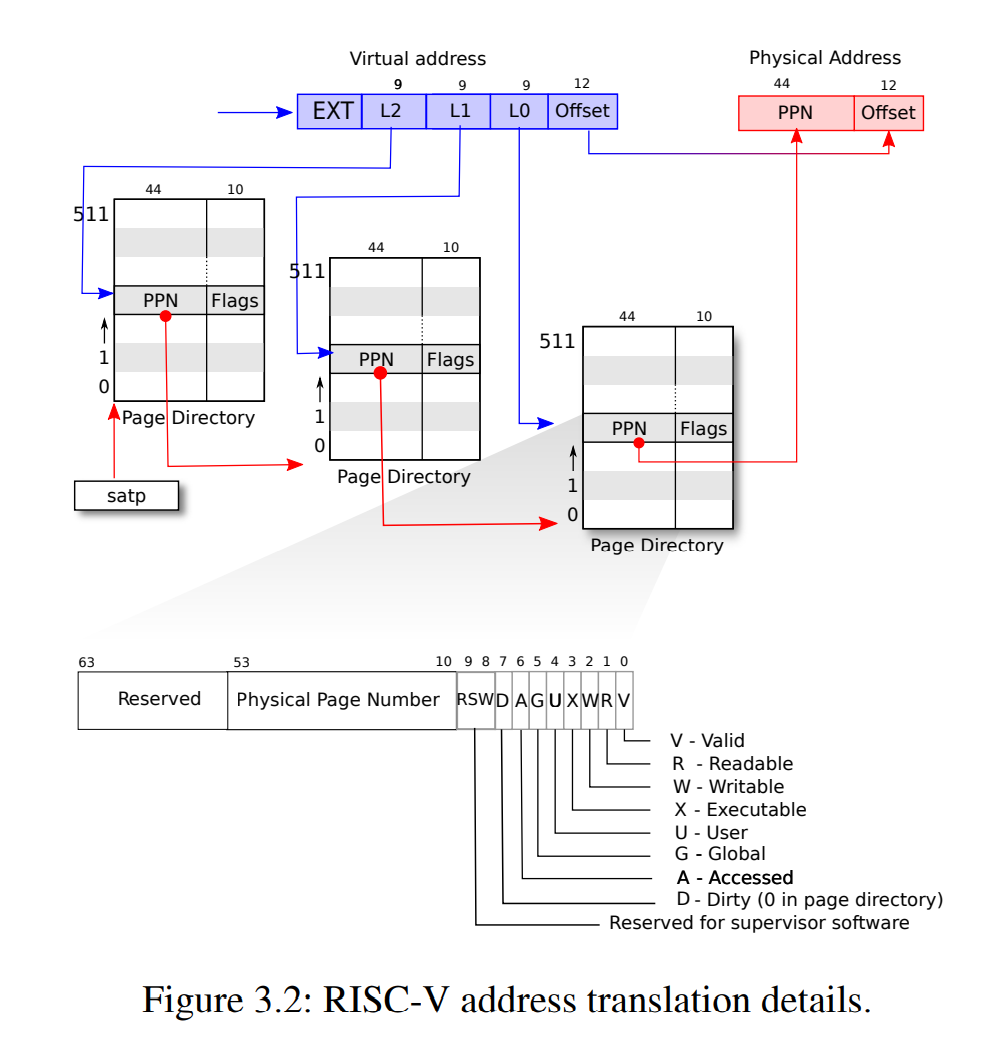 Virtual address
Physical Address
9 9 9 12
44 12
EXT L2 L1 L0 Offset
PPN Offset
44 10
511
PPN Flags
1
0
Page Directory
satp
44 10
511
PPN Flags
1
0
Page Directory
44 10
511
PPN Flags
1
0
Page Directory
63 53 10 9 8 7 6 5 4 3 2 1 0
Reserved Physical Page Number RSW D A G U X W R V
V - Valid
R - Readable
W - Writable
X - Executable
U - User
G - Global
A - Accessed
D - Dirty (0 in page directory)
Reserved for supervisor software
Figure 3.2: RISC-V address translation details.